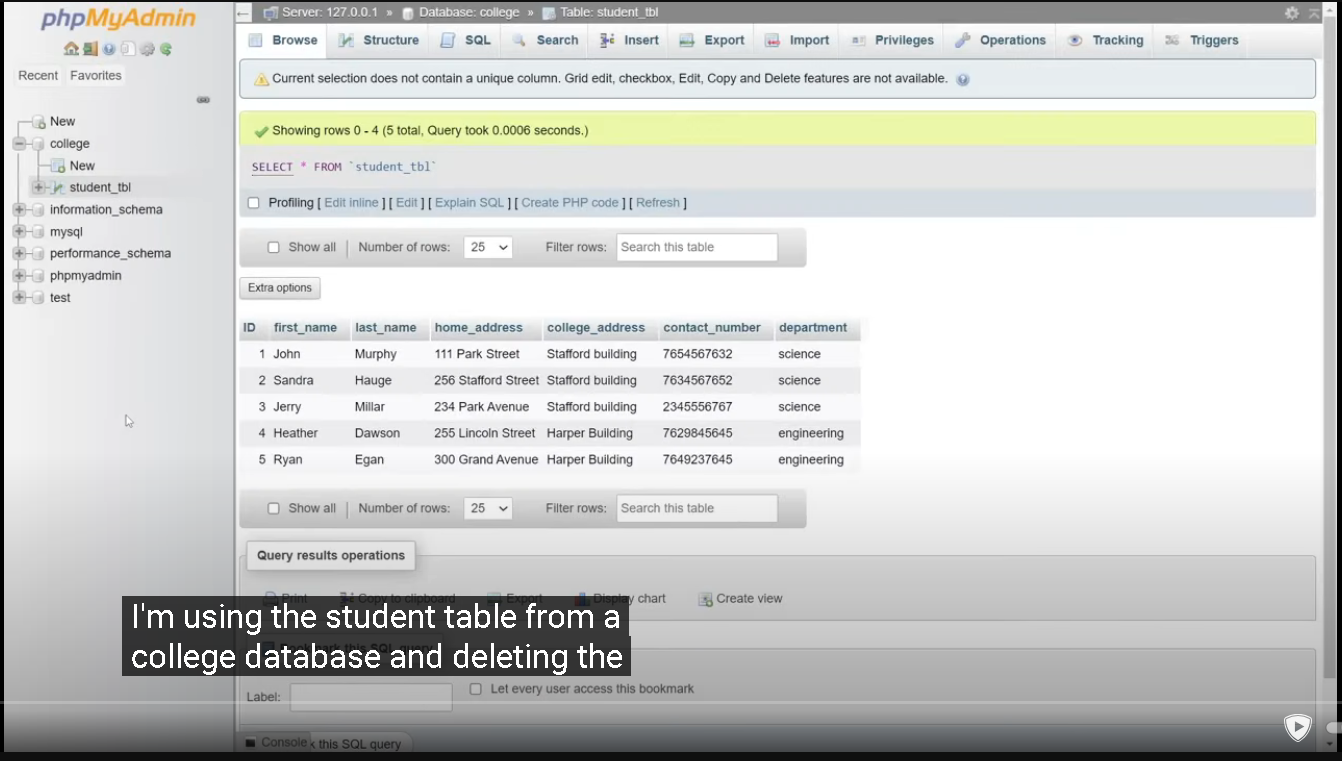 phpMyAdmin
Recent Favorites
New
college
New
student_tbl
information_schema
mysql
performance_schema
phpmyadmin
test
Server: 127.0.0.1 » Database: college » Table: student_tbl
Browse Structure SQL Search Insert Export Import Privileges Operations Tracking Triggers
Current selection does not contain a unique column. Grid edit, checkbox, Edit, Copy and Delete features are not available.
Showing rows 0 - 4 (5 total, Query took 0.0006 seconds.)
SELECT * FROM `student_tbl`
Profiling [ Edit inline ] [ Edit ] [ Explain SQL ] [ Create PHP code ] [ Refresh ]
Show all | Number of rows: 25 Filter rows: Search this table
Extra options
ID first_name last_name home_address college_address contact_number department
1 John Murphy 111 Park Street Stafford building 7654567632 science
2 Sandra Hauge 256 Stafford Street Stafford building 7634567652 science
3 Jerry Millar 234 Park Avenue Stafford building 2345556767 science
4 Heather Dawson 255 Lincoln Street Harper Building 7629845645 engineering
5 Ryan Egan 300 Grand Avenue Harper Building 7649237645 engineering
Show all | Number of rows: 25 Filter rows: Search this table
Query results operations
Print Copy to clipboard Export Display chart Create view
I'm using the student table from a
college database and deleting the
Label: Let every user access this bookmark
Console k this SQL query